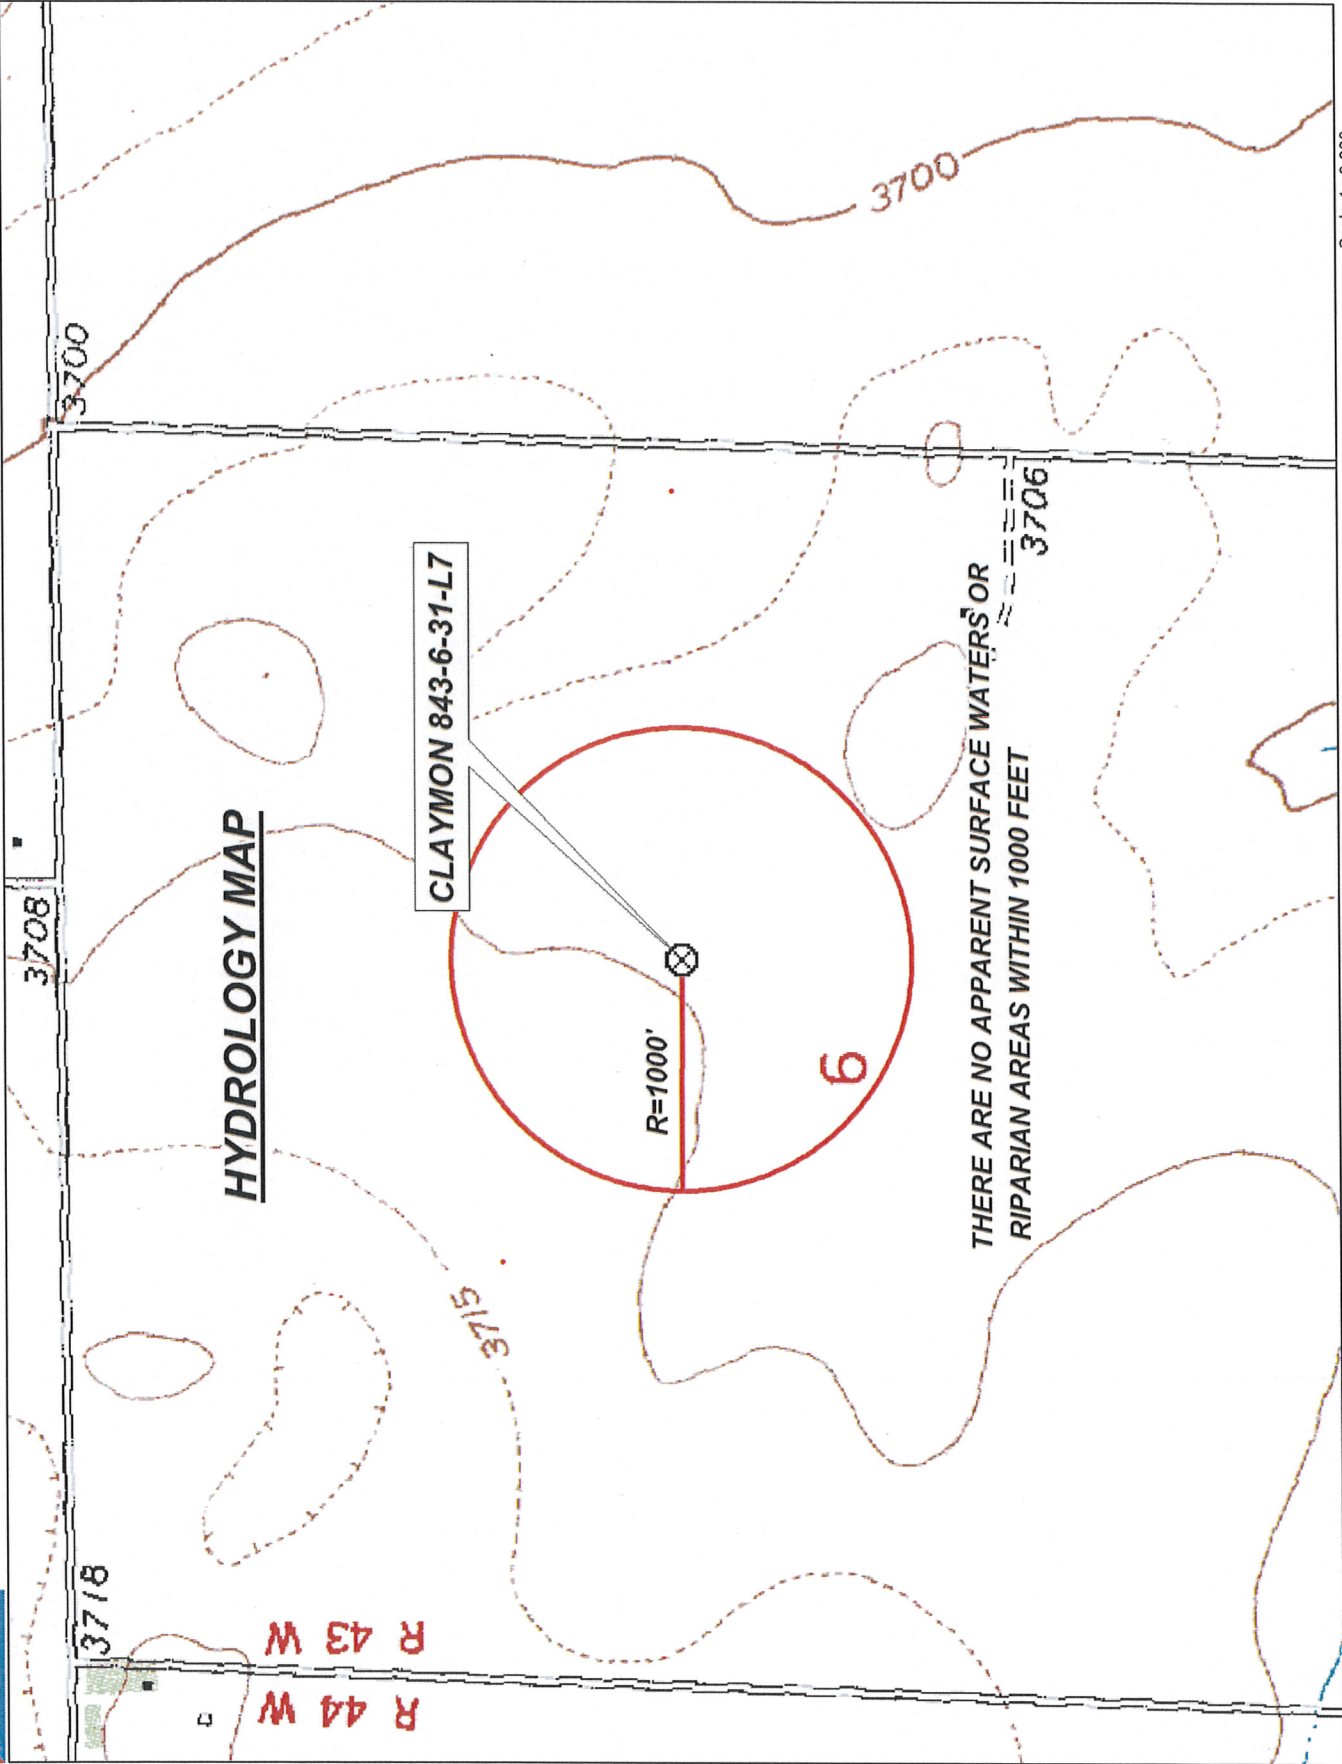 HYDROLOGY MAP
3718
3708
3700
R 44 W
R 43 W
3715
CLAYMON 843-6-31-L7
R=1000'
6
3700
THERE ARE NO APPARENT SURFACE WATERS OR
RIPARIAN AREAS WITHIN 1000 FEET
3706